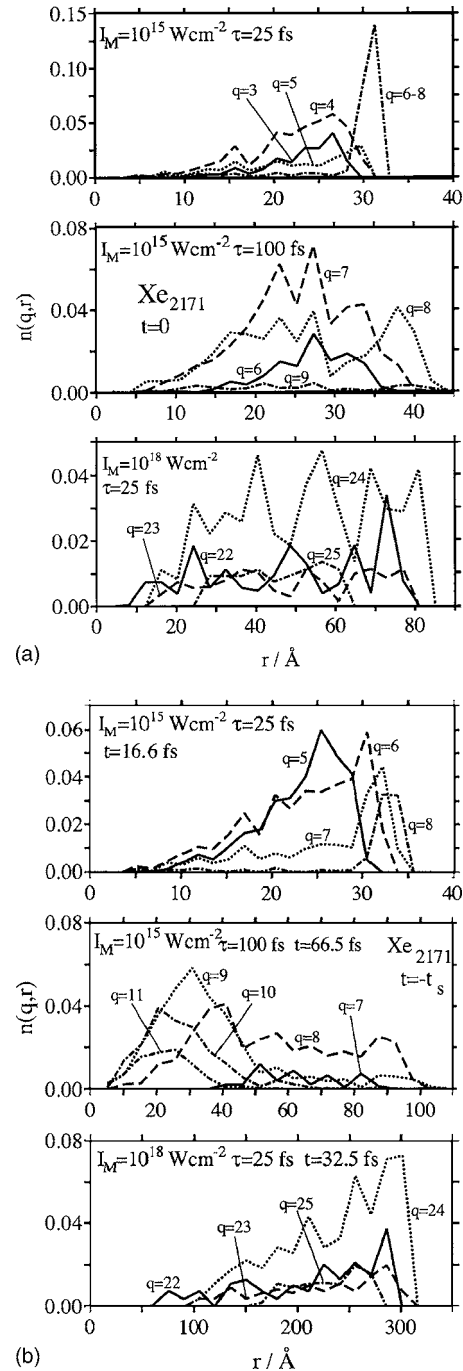 0.15
I_M=10^15 Wcm^-2 τ=25 fs
0.10
q=5
q=3
q=4
q=6-8
0.05
0.00
0 10 20 30 40
0.08
I_M=10^15 Wcm^-2 τ=100 fs
q=7
Xe_2171
t=0
n(q,r)
0.04
q=8
q=6
q=9
0.00
0 10 20 30 40
I_M=10^18 Wcm^-2
τ=25 fs
0.04
q=24
q=23
0.02
q=22
q=25
0.00
0 20 40 60 80
(a)
r / Å
I_M=10^15 Wcm^-2 τ=25 fs
t=16.6 fs
0.06
q=5
q=6
0.04
0.02
q=7
q=8
0.00
0 10 20 30 40
0.08
I_M=10^15 Wcm^-2 τ=100 fs t=66.5 fs
Xe_2171
t=-t_s
q=9
q=11
q=10
q=7
n(q,r)
0.04
q=8
0.00
0 20 40 60 80 100
0.08
I_M=10^18 Wcm^-2 τ=25 fs t=32.5 fs
q=25
q=24
0.04
q=23
q=22
0.00
0 100 200 300
(b)
r / Å